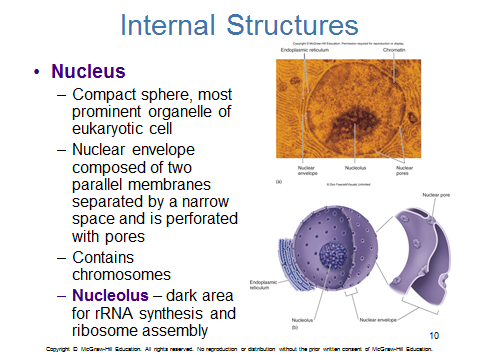 Internal Structures
• Nucleus
– Compact sphere, most
prominent organelle of
eukaryotic cell
– Nuclear envelope
composed of two
parallel membranes
separated by a narrow
space and is perforated
with pores
– Contains
chromosomes
– Nucleolus – dark area
for rRNA synthesis and
ribosome assembly
Copyright © McGraw-Hill Education. Permission required for reproduction or display.
Endoplasmic reticulum
Chromatin
Nuclear
envelope
Nucleolus
Nuclear
pores
(a)
© Don Fawcett/Visuals Unlimited
Nuclear pore
Endoplasmic
reticulum
Nucleolus
Nuclear envelope
(b)
10
Copyright © McGraw-Hill Education. All rights reserved. No reproduction or distribution without the prior written consent of McGraw-Hill Education.